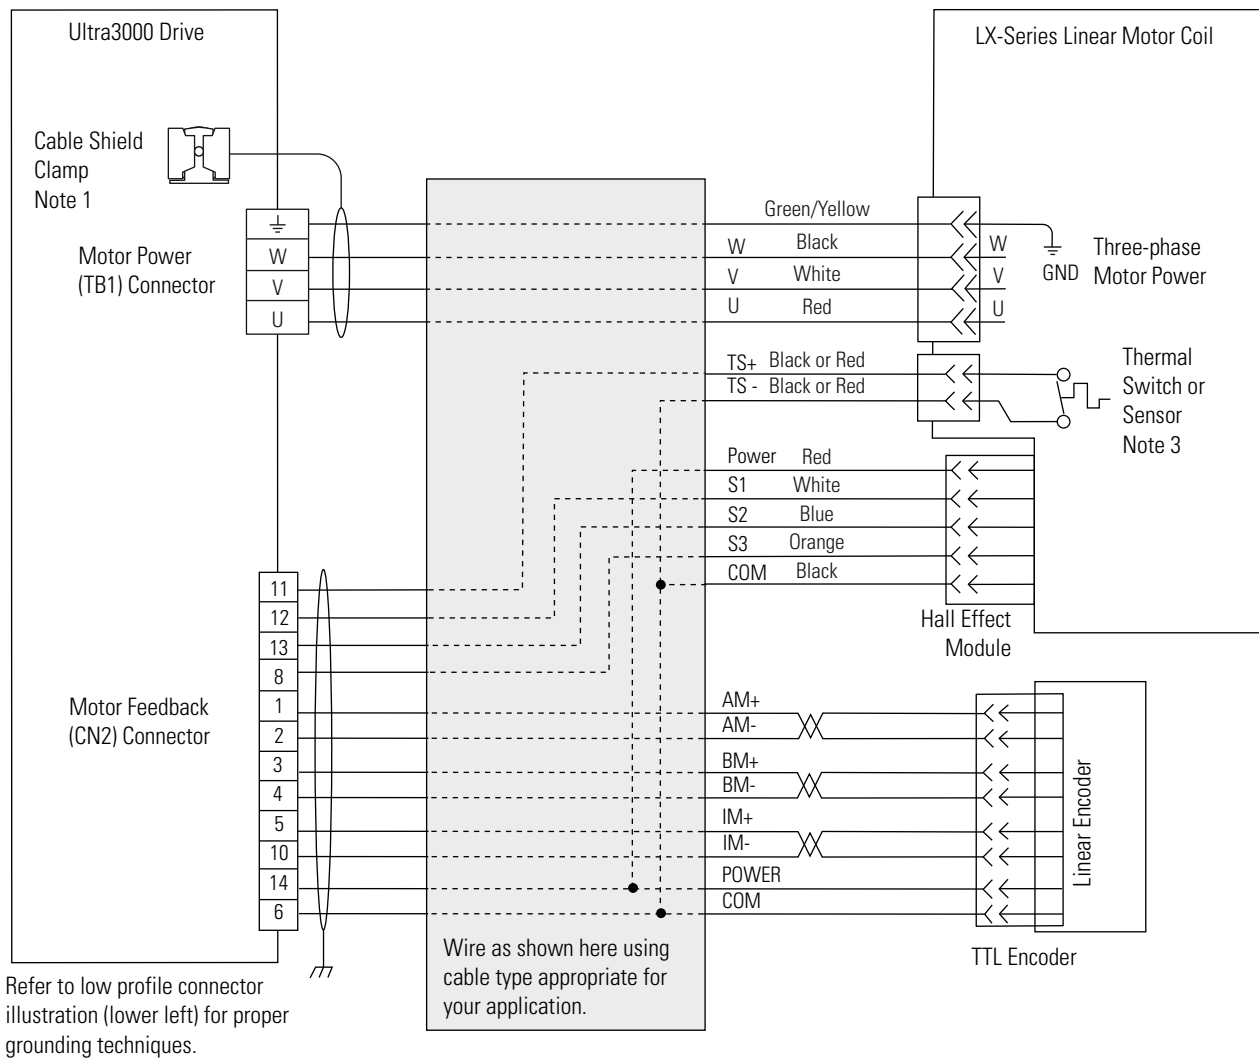 Ultra3000 Drive
LX-Series Linear Motor Coil
Cable Shield
Clamp
Note 1
Motor Power
(TB1) Connector
W
V
U
Green/Yellow
W Black
V White
U Red
W
V
U
GND
Three-phase
Motor Power
TS+ Black or Red
TS - Black or Red
Thermal
Switch or
Sensor
Note 3
Power Red
S1 White
S2 Blue
S3 Orange
COM Black
Hall Effect
Module
Motor Feedback
(CN2) Connector
11
12
13
8
1
2
3
4
5
10
14
6
AM+
AM-
BM+
BM-
IM+
IM-
POWER
COM
Linear Encoder
TTL Encoder
Wire as shown here using
cable type appropriate for
your application.
Refer to low profile connector
illustration (lower left) for proper
grounding techniques.